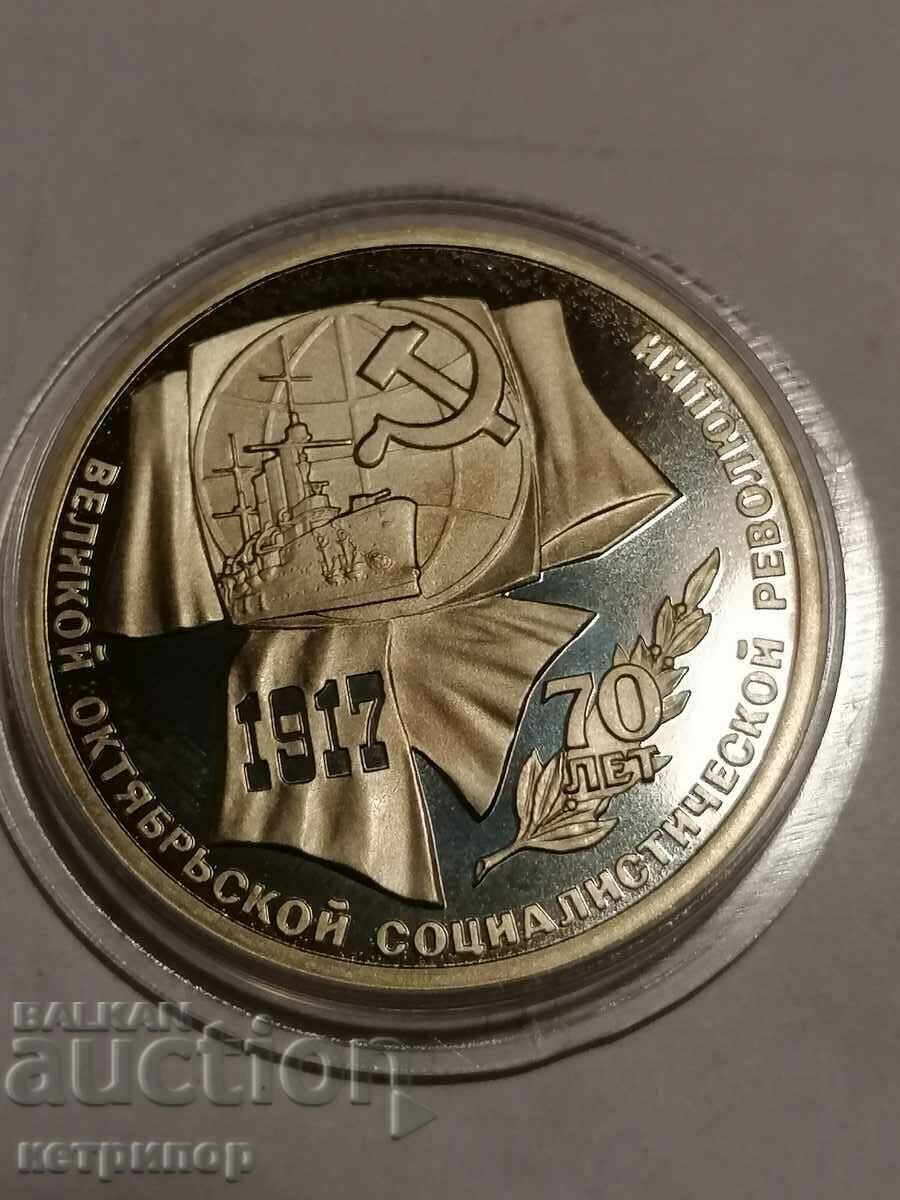 1917
70
ЛЕТ
ВЕЛИКОЙ ОКТЯБРЬСКОЙ СОЦИАЛИСТИЧЕСКОЙ РЕВОЛЮЦИИ
BALKAN
auction
кетрипор